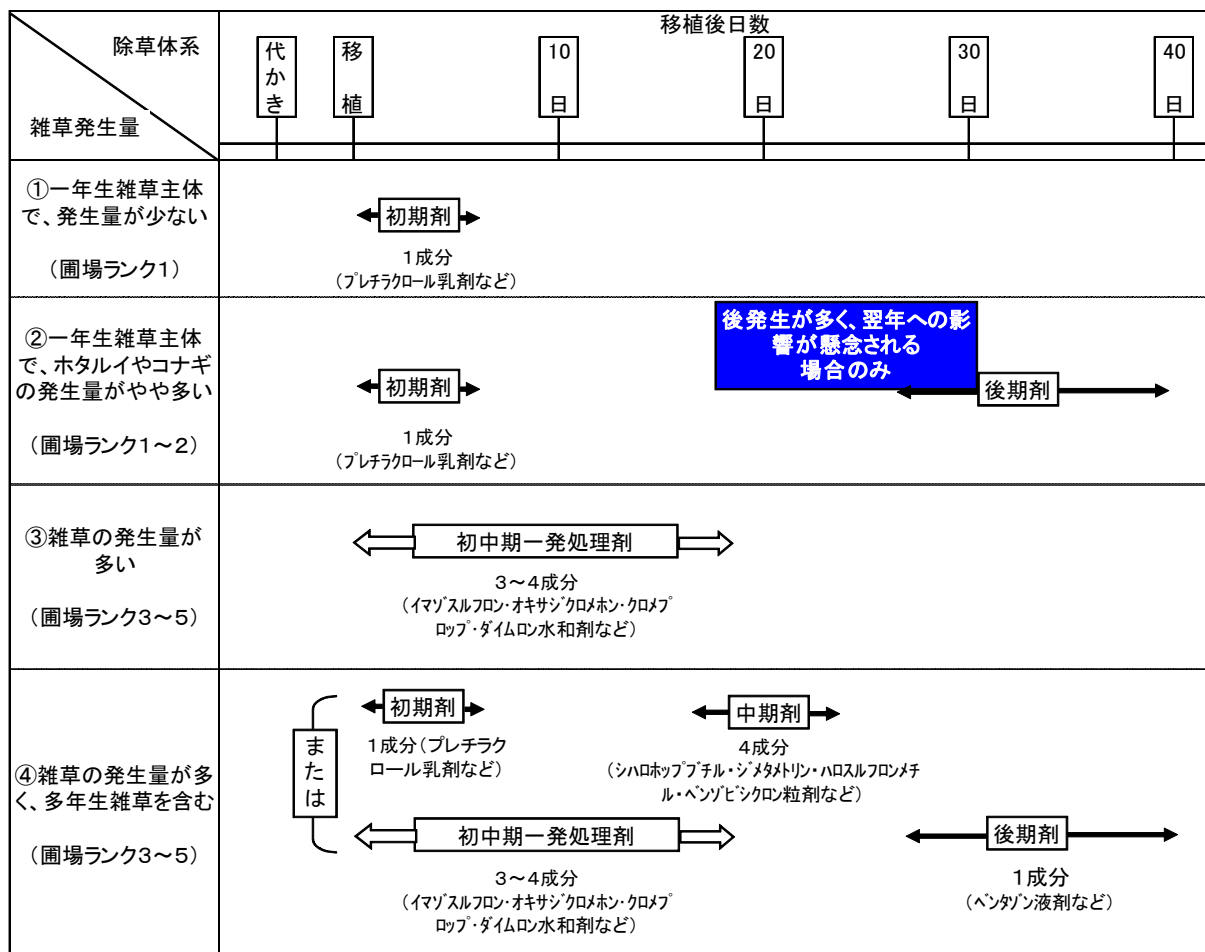 除草体系
雑草発生量
移植後日数
代かき
移植
10日
20日
30日
40日
①一年生雑草主体
で、発生量が少ない
（圃場ランク1）
初期剤
1成分
（プレチラクロール乳剤など）
②一年生雑草主体
で、ホタルイやコナギ
の発生量がやや多い
（圃場ランク1～2）
初期剤
1成分
（プレチラクロール乳剤など）
後発生が多く、翌年への影
響が懸念される
場合のみ
後期剤
③雑草の発生量が
多い
（圃場ランク3～5）
初中期一発処理剤
3～4成分
（イマゾスルフロン・オキサジクロメホン・クロメプ
ロップ・ダイムロン水和剤など）
④雑草の発生量が多
く、多年生雑草を含む
（圃場ランク3～5）
または
初期剤
1成分（プレチラク
ロール乳剤など）
中期剤
4成分
（シハロホップブチル・ジメタメトリン・ハロスルフロンメチ
ル・ベンゾビシクロン粒剤など）
初中期一発処理剤
3～4成分
（イマゾスルフロン・オキサジクロメホン・クロメプ
ロップ・ダイムロン水和剤など）
後期剤
1成分
（ベンタゾン液剤など）